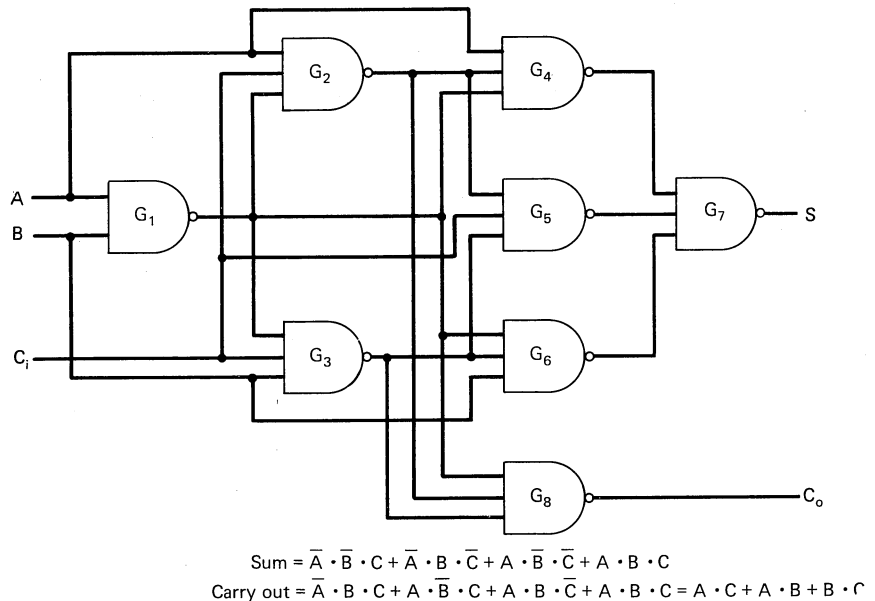 G₂
G₄
A
G₁
B
G₅
G₇
S
Cᵢ
G₃
G₆
G₈
Cₒ
Sum = A̅ · B̅ · C + A̅ · B · C̅ + A · B̅ · C̅ + A · B · C
Carry out = A̅ · B · C + A · B̅ · C + A · B · C̅ + A · B · C = A · C + A · B + B · C